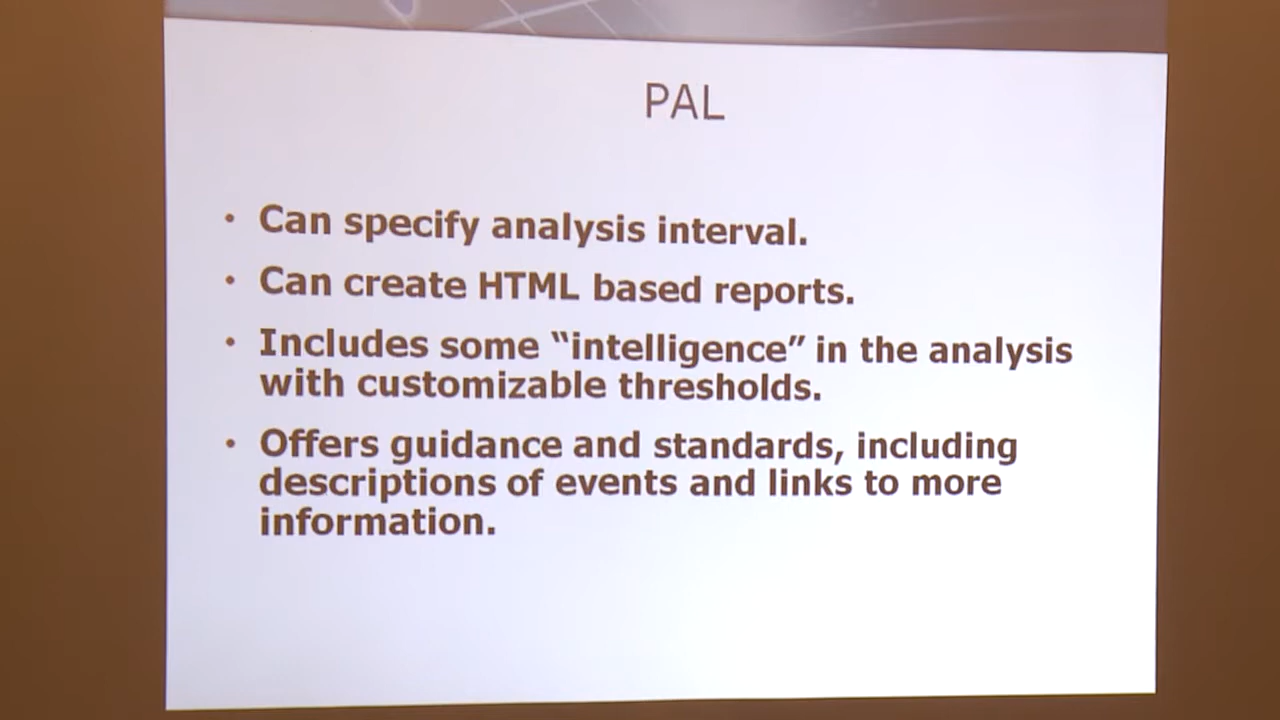 PAL
• Can specify analysis interval.
• Can create HTML based reports.
• Includes some “intelligence” in the analysis
with customizable thresholds.
• Offers guidance and standards, including
descriptions of events and links to more
information.